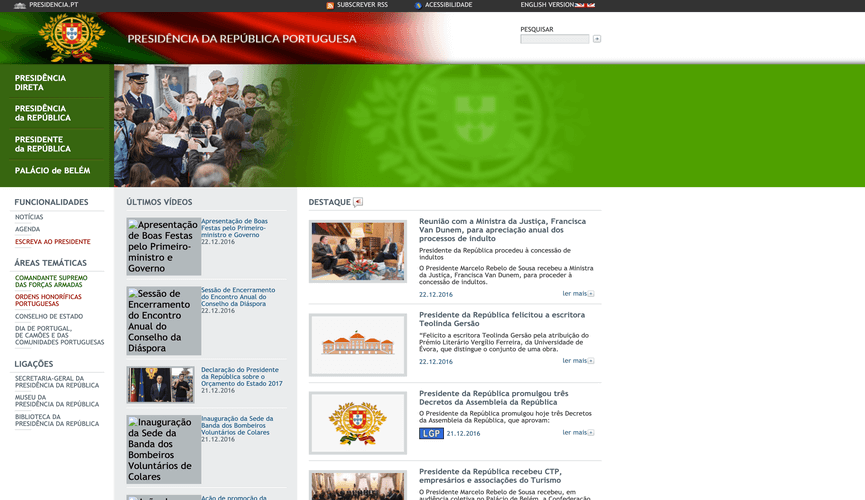 PRESIDENCIA.PT
SUBSCREVER RSS
ACESSIBILIDADE
ENGLISH VERSION
PRESIDÊNCIA DA REPÚBLICA PORTUGUESA
PESQUISAR
PRESIDÊNCIA
DIRETA
PRESIDÊNCIA
da REPÚBLICA
PRESIDENTE
da REPÚBLICA
PALÁCIO de BELÉM
FUNCIONALIDADES
NOTÍCIAS
AGENDA
ESCREVA AO PRESIDENTE
ÁREAS TEMÁTICAS
COMANDANTE SUPREMO
DAS FORÇAS ARMADAS
ORDENS HONORÍFICAS
PORTUGUESAS
CONSELHO DE ESTADO
DIA DE PORTUGAL,
DE CAMÕES E DAS
COMUNIDADES PORTUGUESAS
LIGAÇÕES
SECRETARIA-GERAL DA
PRESIDÊNCIA DA REPÚBLICA
MUSEU DA
PRESIDÊNCIA DA REPÚBLICA
BIBLIOTECA DA
PRESIDÊNCIA DA REPÚBLICA
ÚLTIMOS VÍDEOS
Apresentação
de Boas
Festas pelo
Primeiro-
ministro e
Governo
Apresentação de Boas
Festas pelo Primeiro-
ministro e Governo
22.12.2016
Sessão de
Encerramento
do Encontro
Anual do
Conselho da
Diáspora
Sessão de Encerramento
do Encontro Anual do
Conselho da Diáspora
22.12.2016
Declaração do Presidente
da República sobre o
Orçamento do Estado 2017
21.12.2016
Inauguração
da Sede da
Banda dos
Bombeiros
Voluntários de
Colares
Inauguração da Sede da
Banda dos Bombeiros
Voluntários de Colares
21.12.2016
Ação de promoção da
DESTAQUE
Reunião com a Ministra da Justiça, Francisca
Van Dunem, para apreciação anual dos
processos de indulto
Presidente da República procedeu à concessão de
indultos
O Presidente Marcelo Rebelo de Sousa recebeu a Ministra
da Justiça, Francisca Van Dunem, para proceder à
concessão de indultos.
22.12.2016
ler mais
Presidente da República felicitou a escritora
Teolinda Gersão
“Felicito a escritora Teolinda Gersão pela atribuição do
Prémio Literário Vergílio Ferreira, da Universidade de
Évora, que distingue o conjunto de uma obra.
22.12.2016
ler mais
Presidente da República promulgou três
Decretos da Assembleia da República
O Presidente da República promulgou hoje três Decretos
da Assembleia da República, que aprovam:
LGP
21.12.2016
ler mais
Presidente da República recebeu CTP,
empresários e associações do Turismo
O Presidente Marcelo Rebelo de Sousa recebeu, em
audiência coletiva no Palácio de Belém, a Confederação